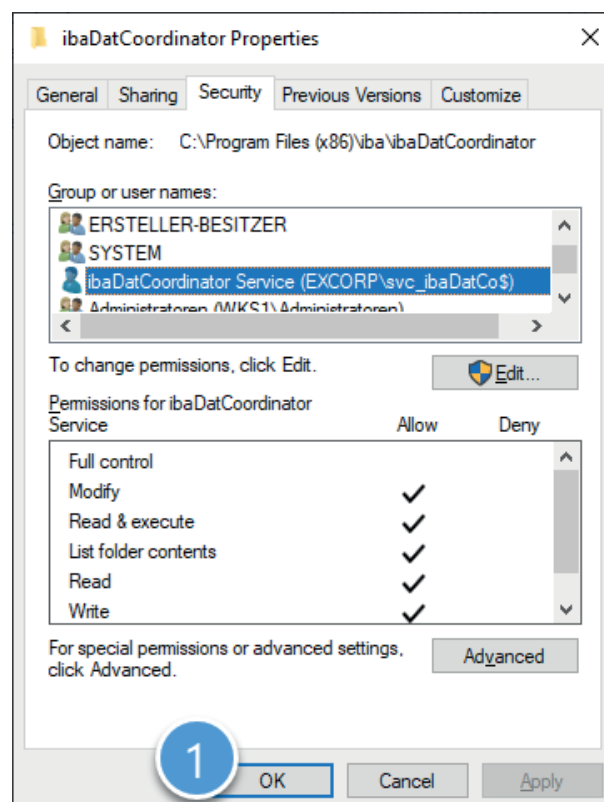 ibaDatCoordinator Properties
General Sharing Security Previous Versions Customize
Object name: C:\Program Files (x86)\iba\ibaDatCoordinator
Group or user names:
ERSTELLER-BESITZER
SYSTEM
ibaDatCoordinator Service (EXCORP\svc_ibaDatCo$)
Administratoren (WKS1\Administratoren)
To change permissions, click Edit.
Edit...
Permissions for ibaDatCoordinator
Service Allow Deny
Full control
Modify
Read & execute
List folder contents
Read
Write
For special permissions or advanced settings,
click Advanced.
Advanced
1 OK Cancel Apply